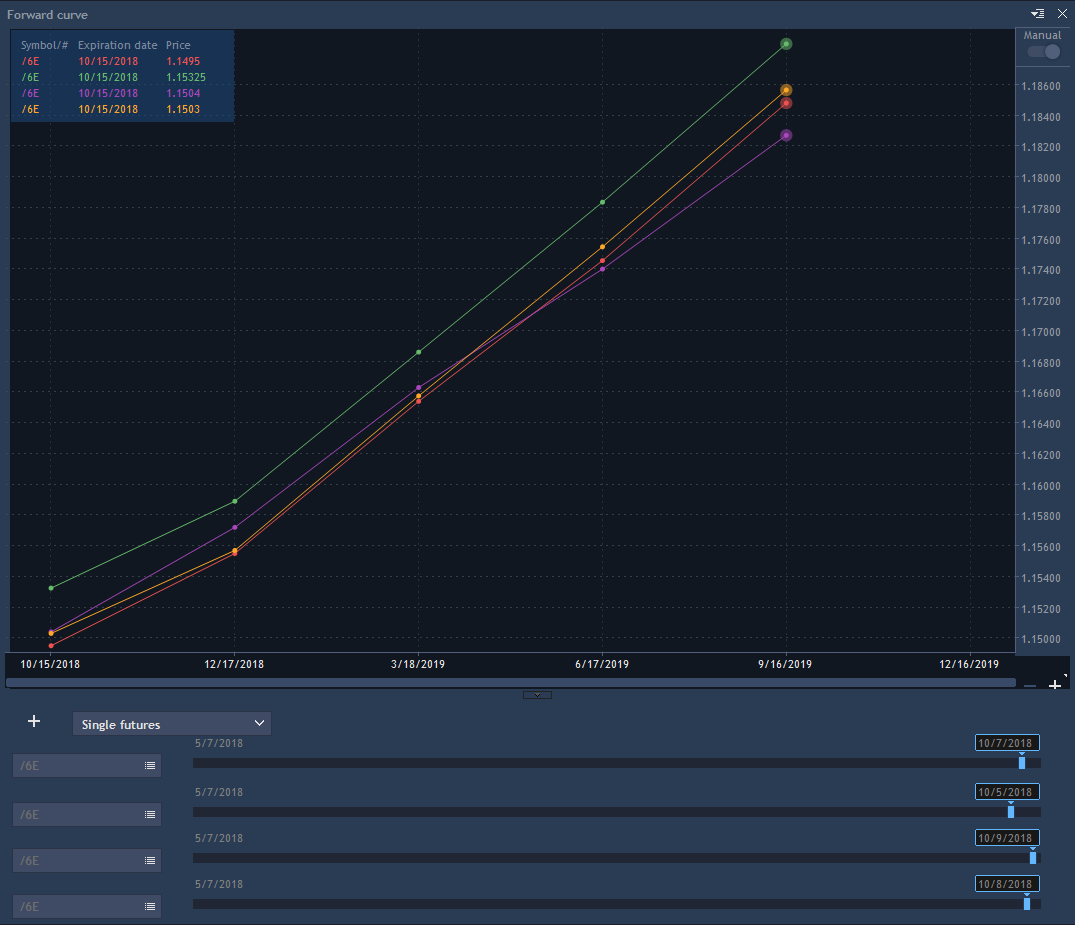 Forward curve
Manual
Symbol/# Expiration date Price
/6E 10/15/2018 1.1495
/6E 10/15/2018 1.15325
/6E 10/15/2018 1.1504
/6E 10/15/2018 1.1503
1.18600
1.18400
1.18200
1.18000
1.17800
1.17600
1.17400
1.17200
1.17000
1.16800
1.16600
1.16400
1.16200
1.16000
1.15800
1.15600
1.15400
1.15200
1.15000
10/15/2018 12/17/2018 3/18/2019 6/17/2019 9/16/2019 12/16/2019
Single futures
5/7/2018 10/7/2018
/6E
5/7/2018 10/5/2018
/6E
5/7/2018 10/9/2018
/6E
5/7/2018 10/8/2018
/6E